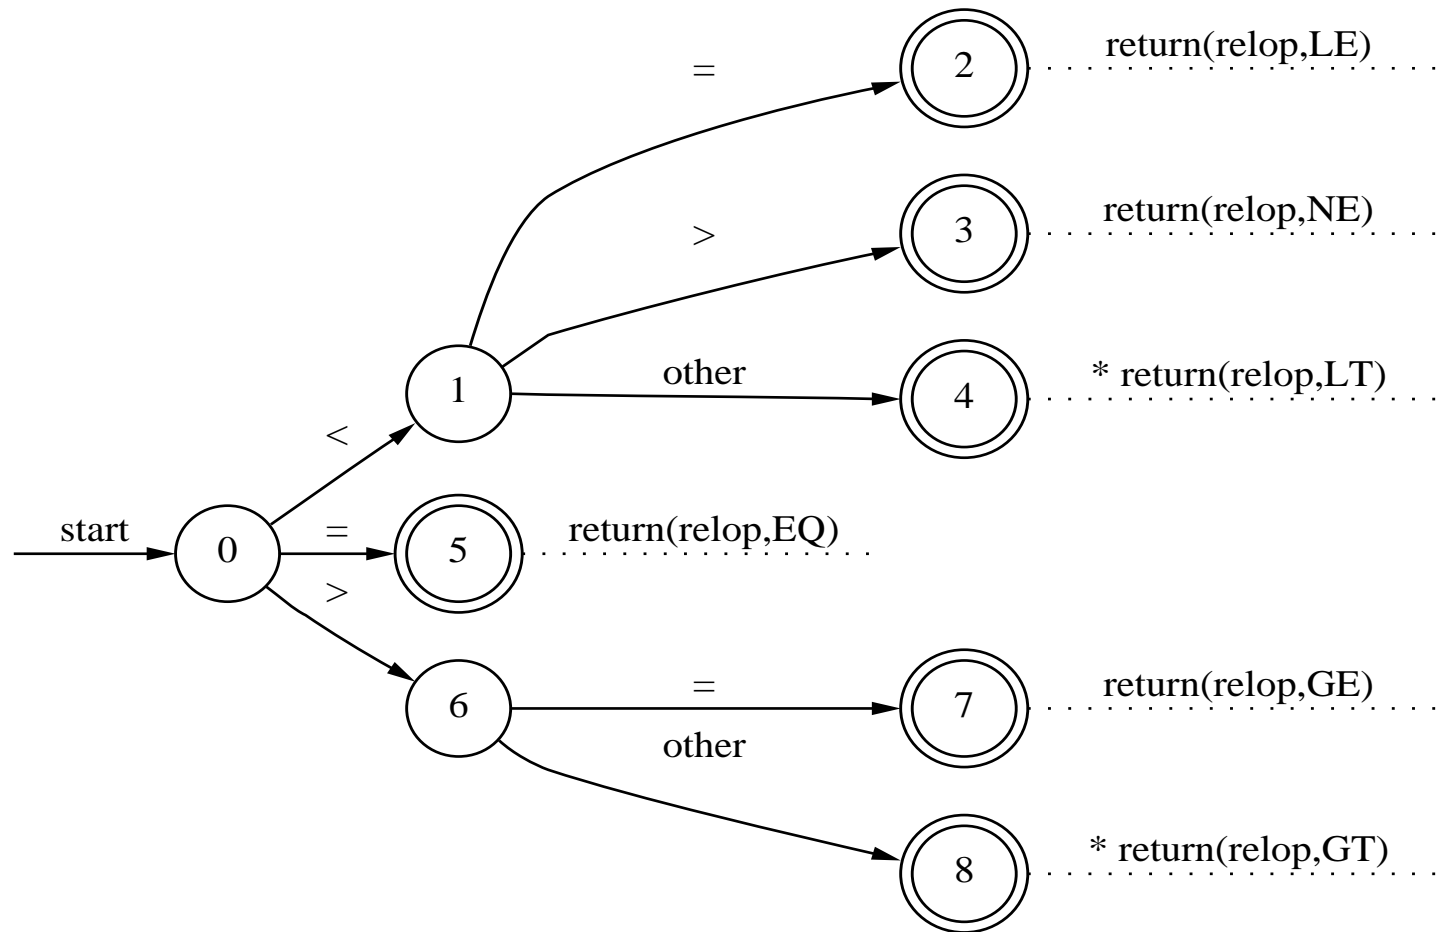 = 2 return(relop,LE)
> 3 return(relop,NE)
1 other 4 * return(relop,LT)
<
start 0 = 5 return(relop,EQ)
>
6 = 7 return(relop,GE)
other
8 * return(relop,GT)